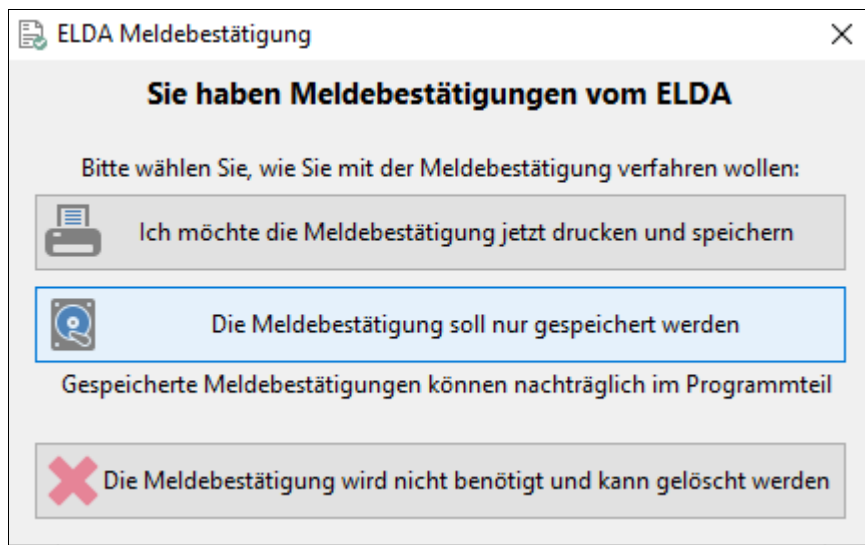 ELDA Meldebestätigung
Sie haben Meldebestätigungen vom ELDA
Bitte wählen Sie, wie Sie mit der Meldebestätigung verfahren wollen:
Ich möchte die Meldebestätigung jetzt drucken und speichern
Die Meldebestätigung soll nur gespeichert werden
Gespeicherte Meldebestätigungen können nachträglich im Programmteil
Die Meldebestätigung wird nicht benötigt und kann gelöscht werden